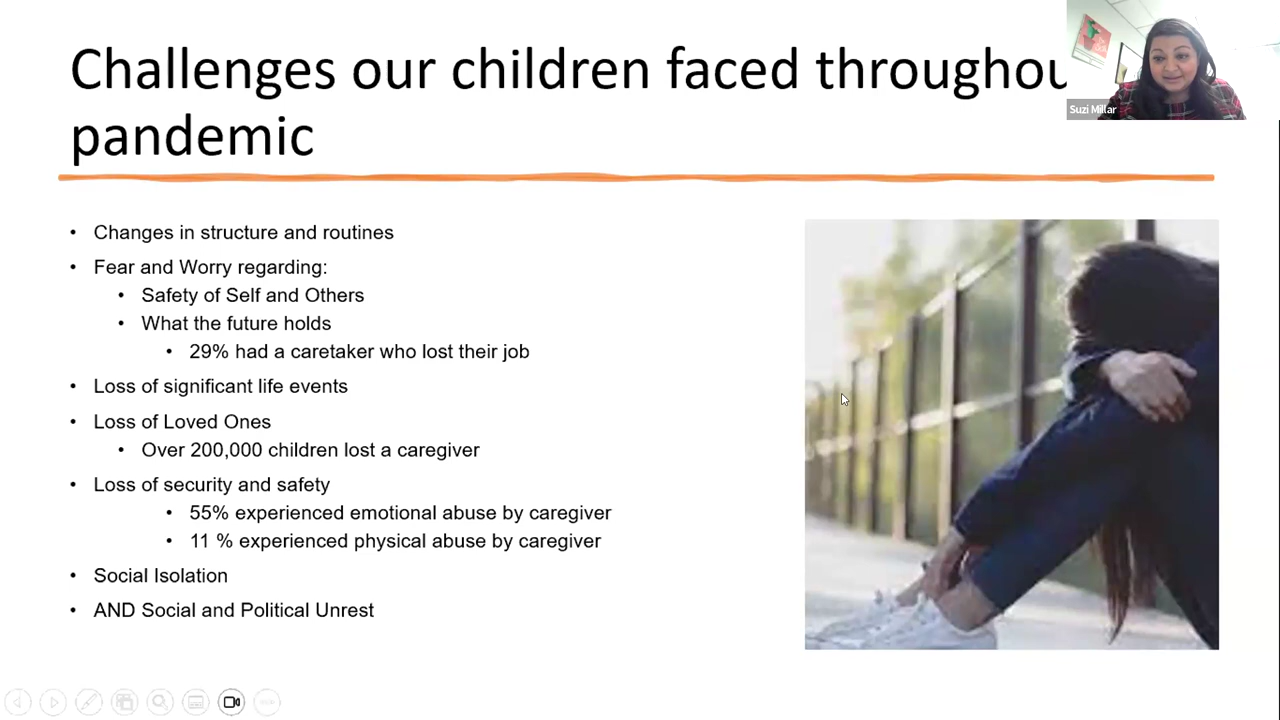 Challenges our children faced throughou
pandemic
Suzi Millar
• Changes in structure and routines
• Fear and Worry regarding:
• Safety of Self and Others
• What the future holds
• 29% had a caretaker who lost their job
• Loss of significant life events
• Loss of Loved Ones
• Over 200,000 children lost a caregiver
• Loss of security and safety
• 55% experienced emotional abuse by caregiver
• 11 % experienced physical abuse by caregiver
• Social Isolation
• AND Social and Political Unrest